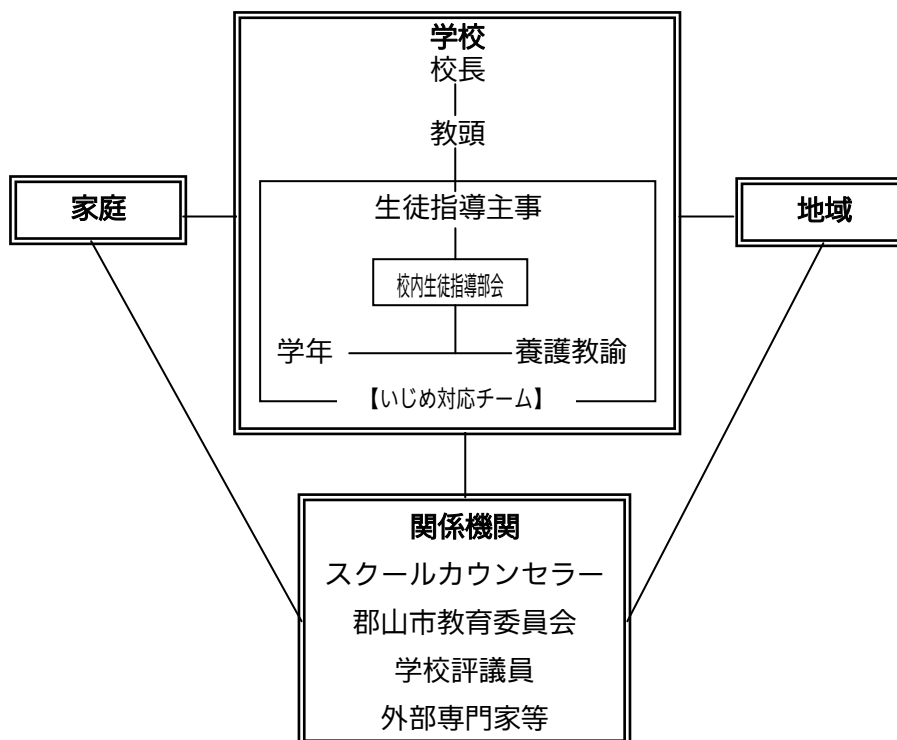 学校
校長
教頭
家庭
生徒指導主事
地域
校内生徒指導部会
学年
養護教諭
【いじめ対応チーム】
関係機関
スクールカウンセラー
郡山市教育委員会
学校評議員
外部専門家等